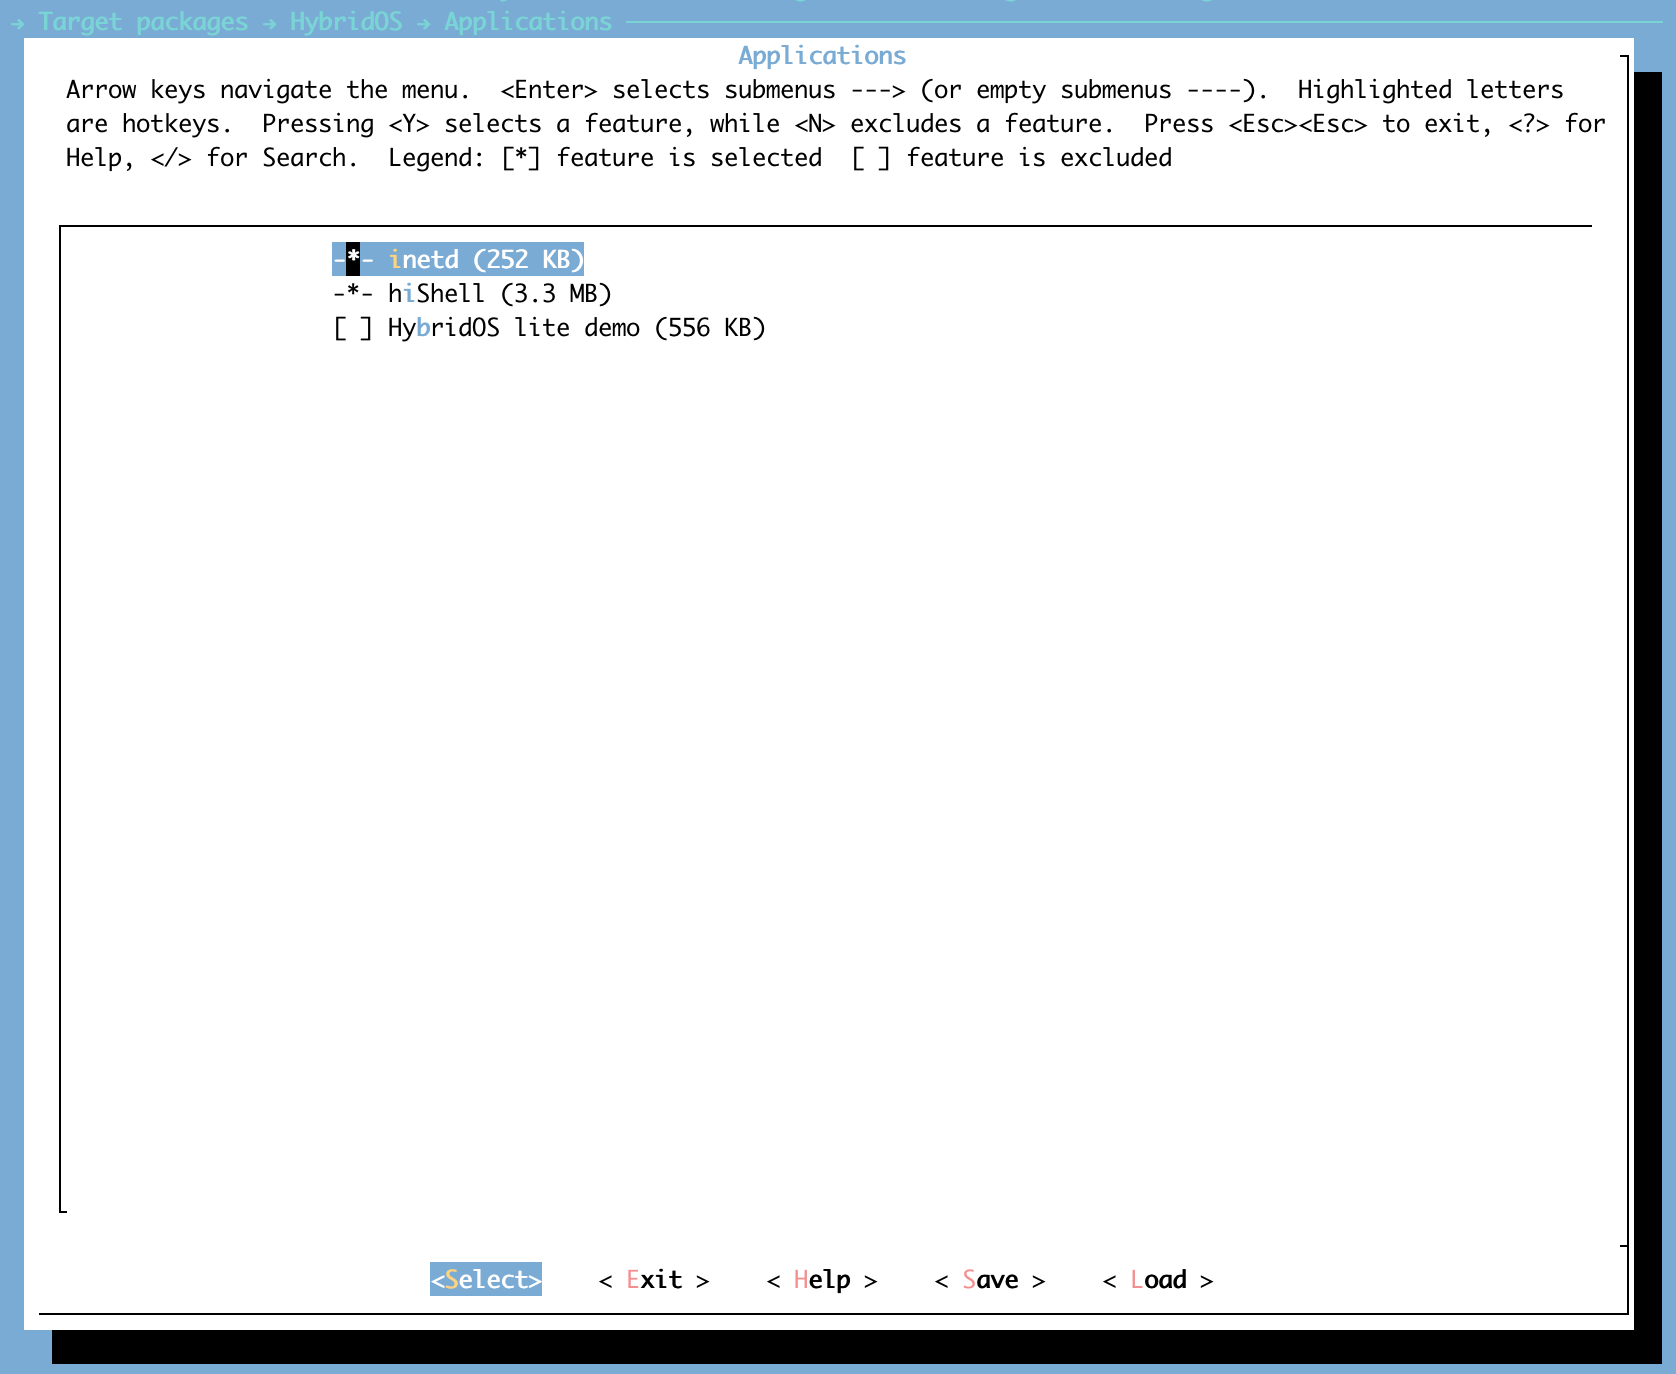 → Target packages → HybridOS → Applications
Applications
Arrow keys navigate the menu.  <Enter> selects submenus ---> (or empty submenus ----).  Highlighted letters
are hotkeys.  Pressing <Y> selects a feature, while <N> excludes a feature.  Press <Esc><Esc> to exit, <?> for
Help, </> for Search.  Legend: [*] feature is selected  [ ] feature is excluded
-*- inetd (252 KB)
-*- hiShell (3.3 MB)
[ ] HybridOS lite demo (556 KB)
<Select>    < Exit >    < Help >    < Save >    < Load >